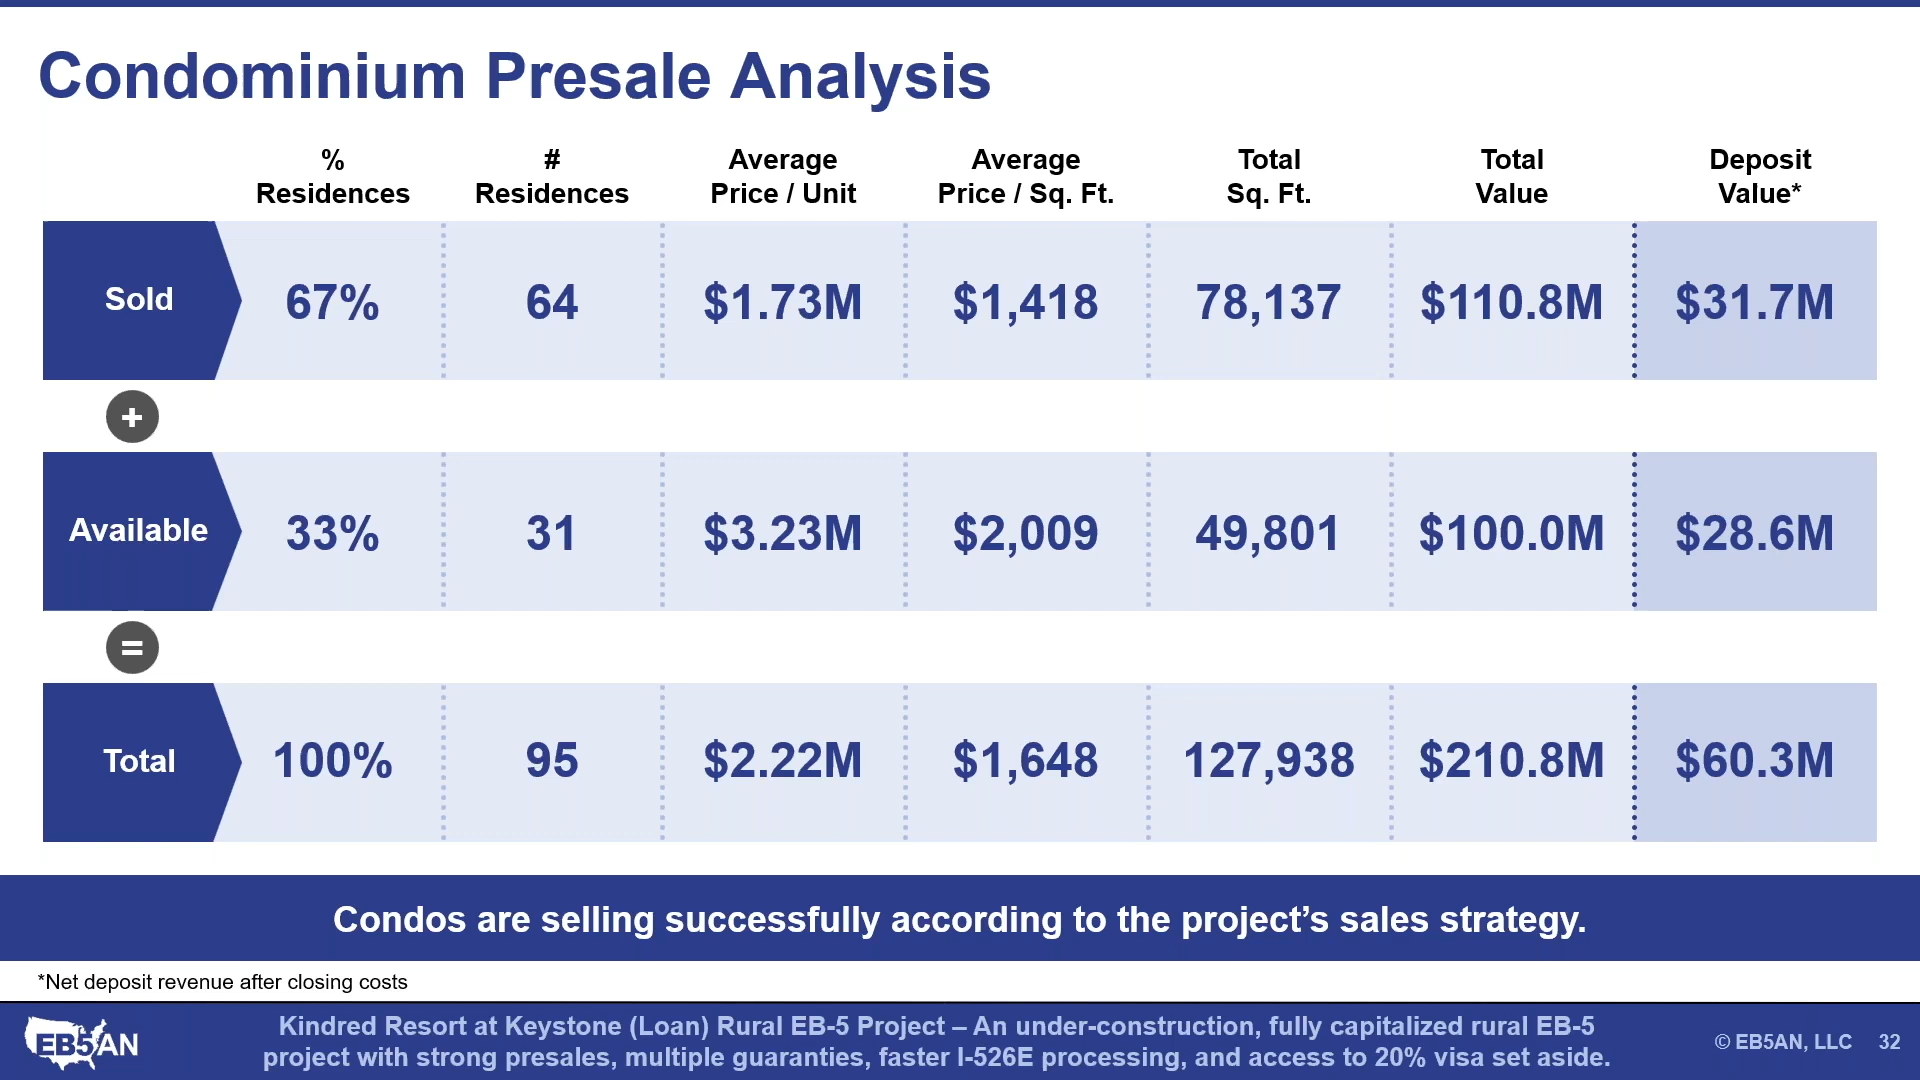 Condominium Presale Analysis
% Residences
# Residences
Average Price / Unit
Average Price / Sq. Ft.
Total Sq. Ft.
Total Value
Deposit Value*
Sold
67%
64
$1.73M
$1,418
78,137
$110.8M
$31.7M
+
Available
33%
31
$3.23M
$2,009
49,801
$100.0M
$28.6M
=
Total
100%
95
$2.22M
$1,648
127,938
$210.8M
$60.3M
Condos are selling successfully according to the project’s sales strategy.
*Net deposit revenue after closing costs
EB5AN
Kindred Resort at Keystone (Loan) Rural EB-5 Project – An under-construction, fully capitalized rural EB-5
project with strong presales, multiple guaranties, faster I-526E processing, and access to 20% visa set aside.
© EB5AN, LLC
32